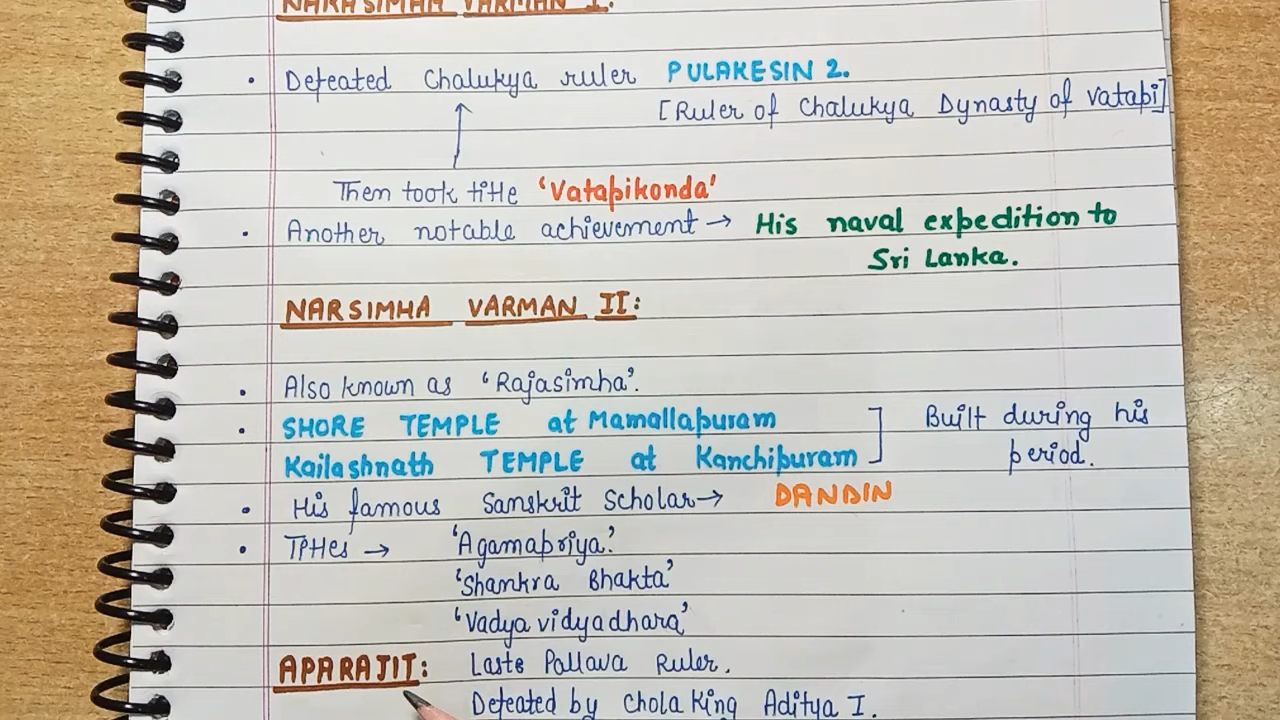 NARASIMAH VARMAN I:
• Defeated Chalukya ruler PULAKESIN 2.
[Ruler of Chalukya Dynasty of Vatapi]
Then took title 'Vatapikonda'
• Another notable achievement → His naval expedition to
Sri Lanka.
NARSIMHA VARMAN II:
• Also known as 'Rajasimha'.
• SHORE TEMPLE at Mamallapuram
Kailashnath TEMPLE at Kanchipuram
Built during his
period.
• His famous Sanskrit Scholar → DANDIN
• Titles → 'Agamapriya'.
'Shankra Bhakta'
'Vadya vidyadhara'
APARAJIT: Laste Pallava Ruler.
Defeated by Chola King Aditya I.